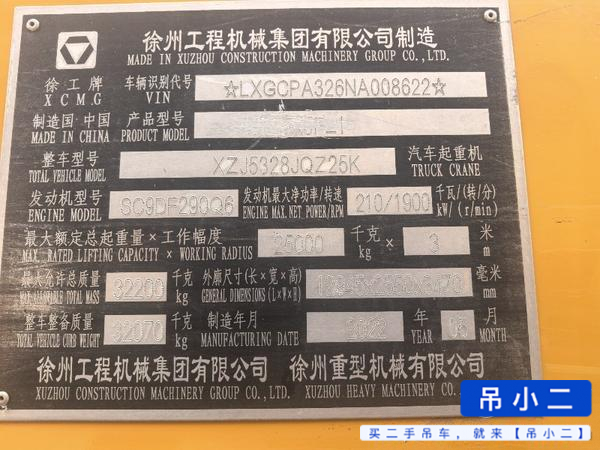 徐州工程机械集团有限公司制造
MADE IN XUZHOU CONSTRUCTION MACHINERY GROUP CO., LTD.
徐工牌 车辆识别代号 ☆LXGCPA326NA008622☆
XCMG VIN
制造国 中国 产品型号
MADE IN CHINA PRODUCT MODEL
整车型号 XZJ5328JQZ25K 汽车起重机
TOTAL VEHICLE MODEL TRUCK CRANE
发动机型号 SC9DF290Q6 发动机最大净功率/转速 210/1900 千瓦/(转/分)
ENGINE MODEL ENGINE MAX. NET POWER/RPM kW/ (r/min)
最大额定总起重量×工作幅度 25000 千克 × 3 米
MAX. RATED LIFTING CAPACITY × WORKING RADIUS kg m
最大允许总质量 32200 千克 外廓尺寸(长×宽×高) 毫米
MAX. ALLOWABLE TOTAL MASS kg GENERAL DIMENSIONS (L×W×H) mm
整车整备质量 32070 千克 制造年月 2022 年 月
TOTAL VEHICLE CURB WEIGHT kg MANUFACTURING DATE YEAR MONTH
徐州工程机械集团有限公司 徐州重型机械有限公司
XUZHOU CONSTRUCTION MACHINERY GROUP CO., LTD. XUZHOU HEAVY MACHINERY CO.,
吊小二
买二手吊车，就来【吊小二】